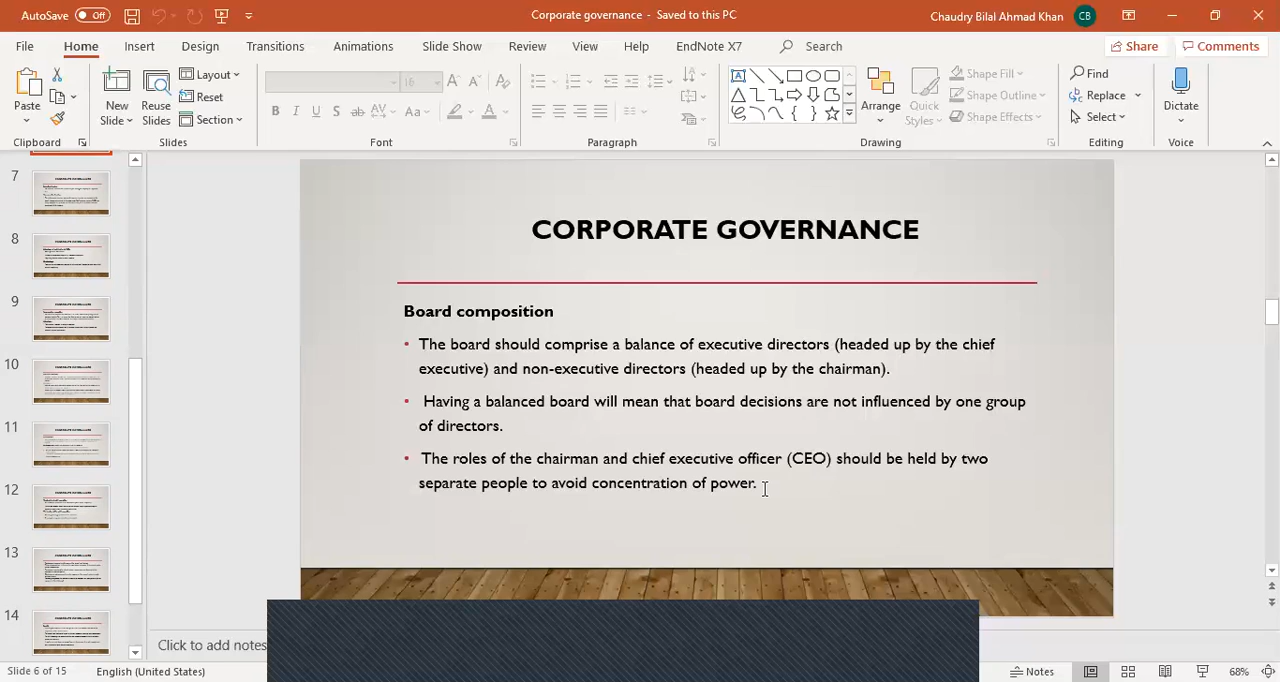 AutoSave Off
Corporate governance - Saved to this PC
Chaudry Bilal Ahmad Khan CB
File Home Insert Design Transitions Animations Slide Show Review View Help EndNote X7 Search
Share Comments
Paste
New Slide
Reuse Slides
Layout
Reset
Section
16
Aa
Arrange
Quick Styles
Shape Fill
Shape Outline
Shape Effects
Find
Replace
Select
Dictate
Clipboard Slides Font Paragraph Drawing Editing Voice
7
8
9
10
11
12
13
14
CORPORATE GOVERNANCE
Board composition
• The board should comprise a balance of executive directors (headed up by the chief
executive) and non-executive directors (headed up by the chairman).
• Having a balanced board will mean that board decisions are not influenced by one group
of directors.
• The roles of the chairman and chief executive officer (CEO) should be held by two
separate people to avoid concentration of power.
Click to add notes
Slide 6 of 15 English (United States) Notes 68%